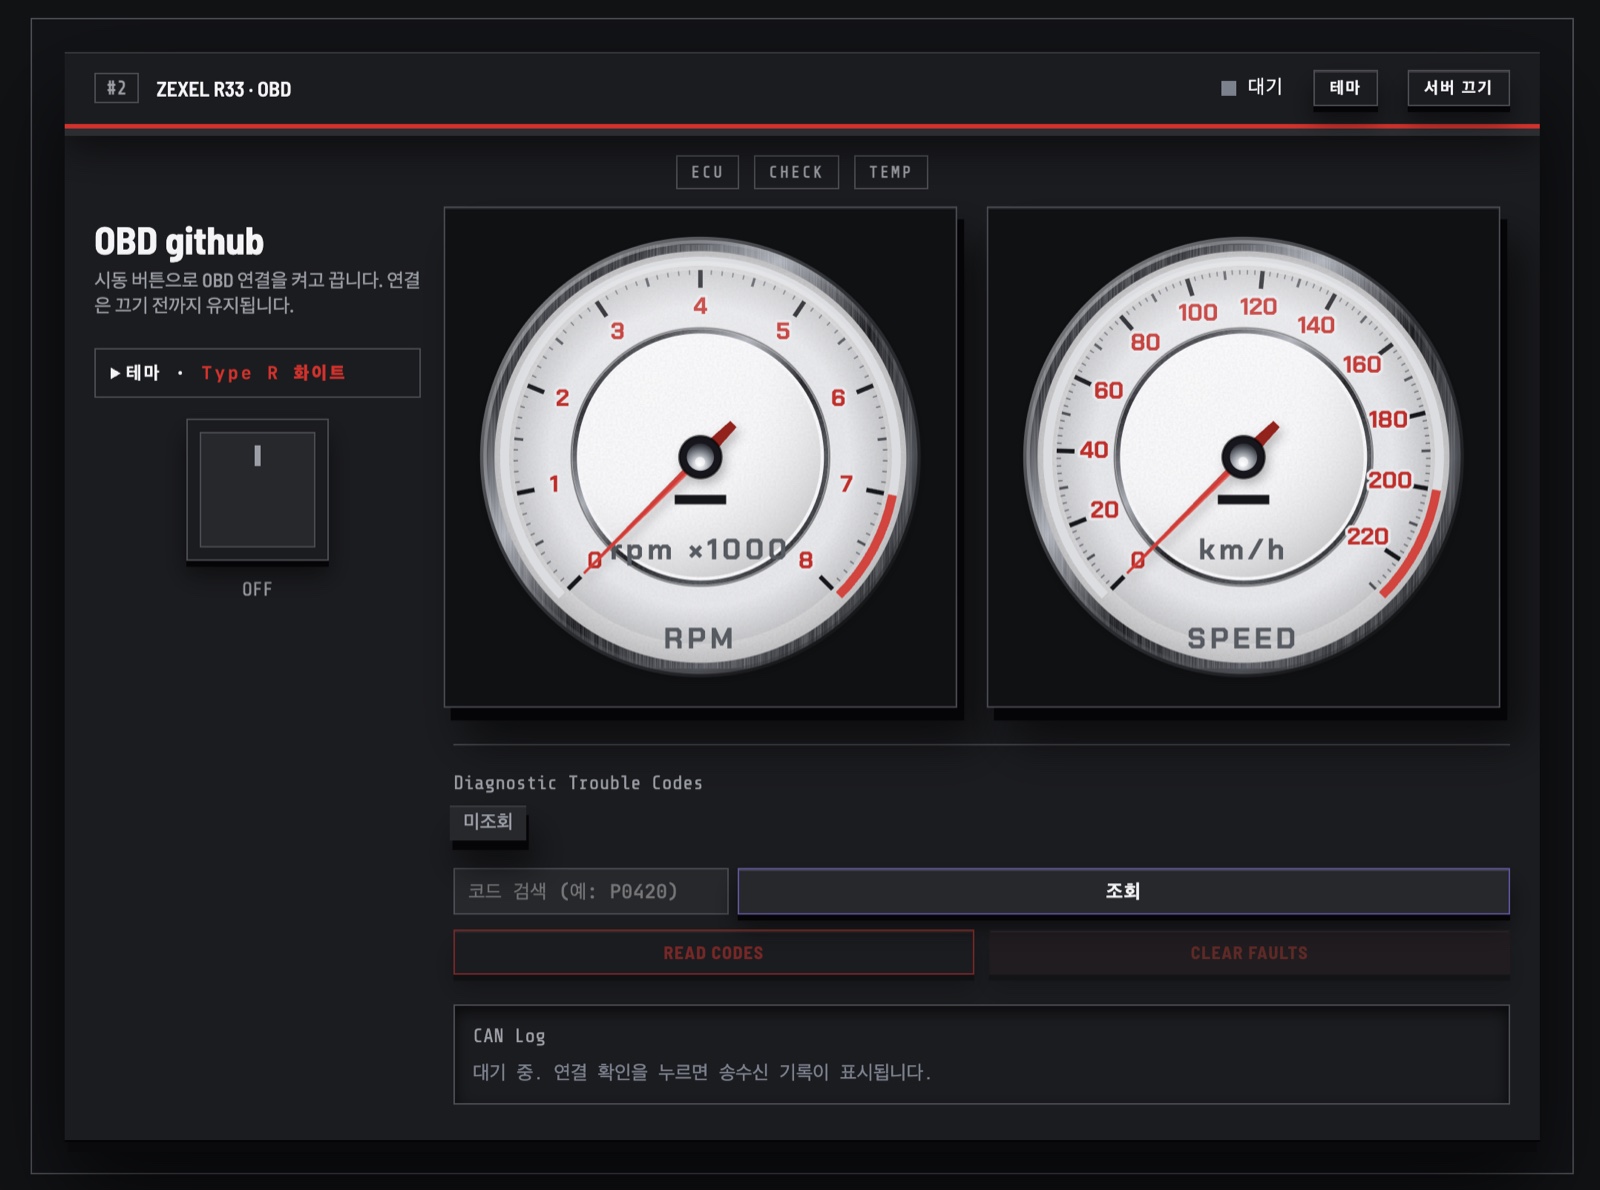 #2 ZEXEL R33 · OBD 대기 테마 서버 끄기
ECU CHECK TEMP
OBD github
시동 버튼으로 OBD 연결을 켜고 끕니다. 연결
은 끄기 전까지 유지됩니다.
▶테마 · Type R 화이트
OFF
0 1 2 3 4 5 6 7 8
rpm ×1000
RPM
0 20 40 60 80 100 120 140 160 180 200 220
km/h
SPEED
Diagnostic Trouble Codes
미조회
코드 검색 (예: P0420) 조회
READ CODES CLEAR FAULTS
CAN Log
대기 중. 연결 확인을 누르면 송수신 기록이 표시됩니다.